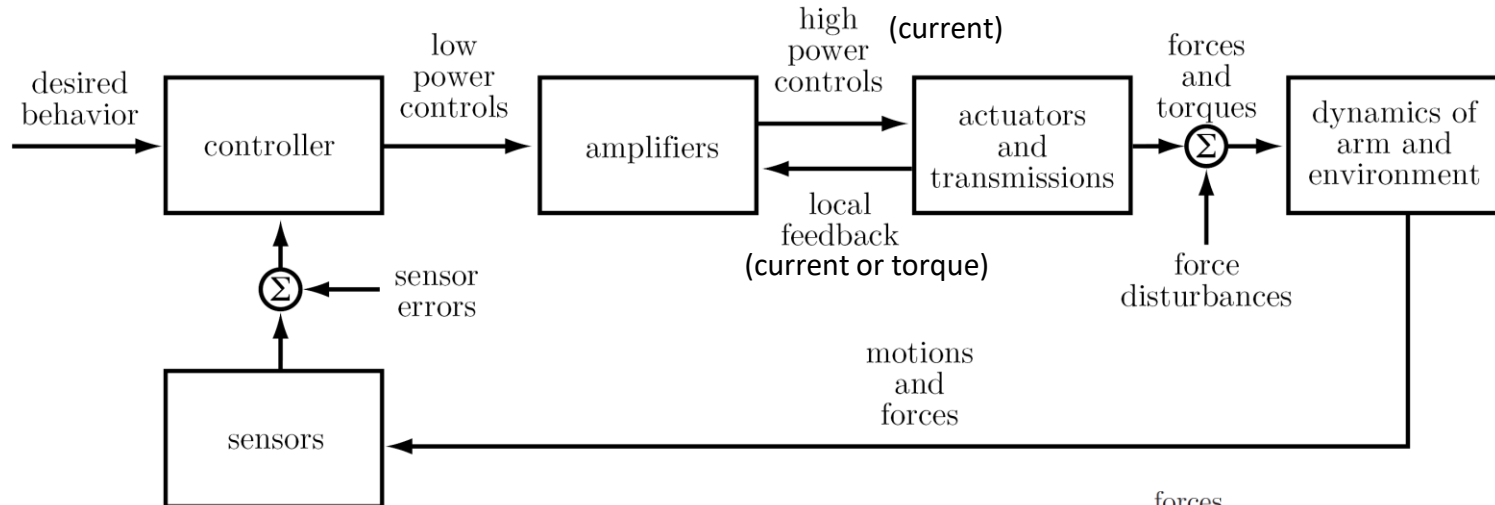 desired
behavior
controller
low
power
controls
amplifiers
high
power
controls
(current)
local
feedback
(current or torque)
actuators
and
transmissions
forces
and
torques
Σ
force
disturbances
dynamics of
arm and
environment
Σ
sensor
errors
motions
and
forces
sensors
forces